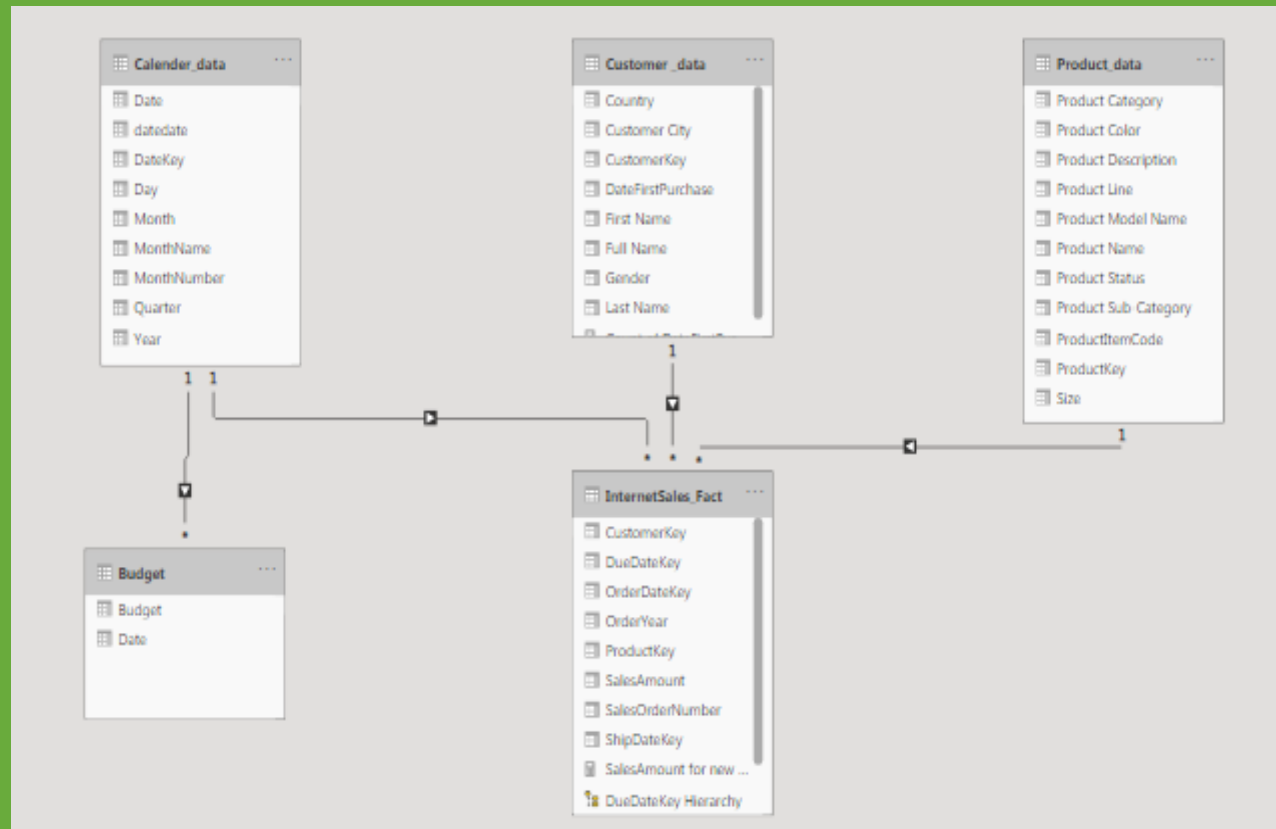 Calender_data
Date
datedate
DateKey
Day
Month
MonthName
MonthNumber
Quarter
Year
Customer _data
Country
Customer City
CustomerKey
DateFirstPurchase
First Name
Full Name
Gender
Last Name
Product_data
Product Category
Product Color
Product Description
Product Line
Product Model Name
Product Name
Product Status
Product Sub-Category
ProductItemCode
ProductKey
Size
1 1
1
1
*
* * *
Budget
Budget
Date
InternetSales_Fact
CustomerKey
DueDateKey
OrderDateKey
OrderYear
ProductKey
SalesAmount
SalesOrderNumber
ShipDateKey
SalesAmount for new ...
DueDateKey Hierarchy